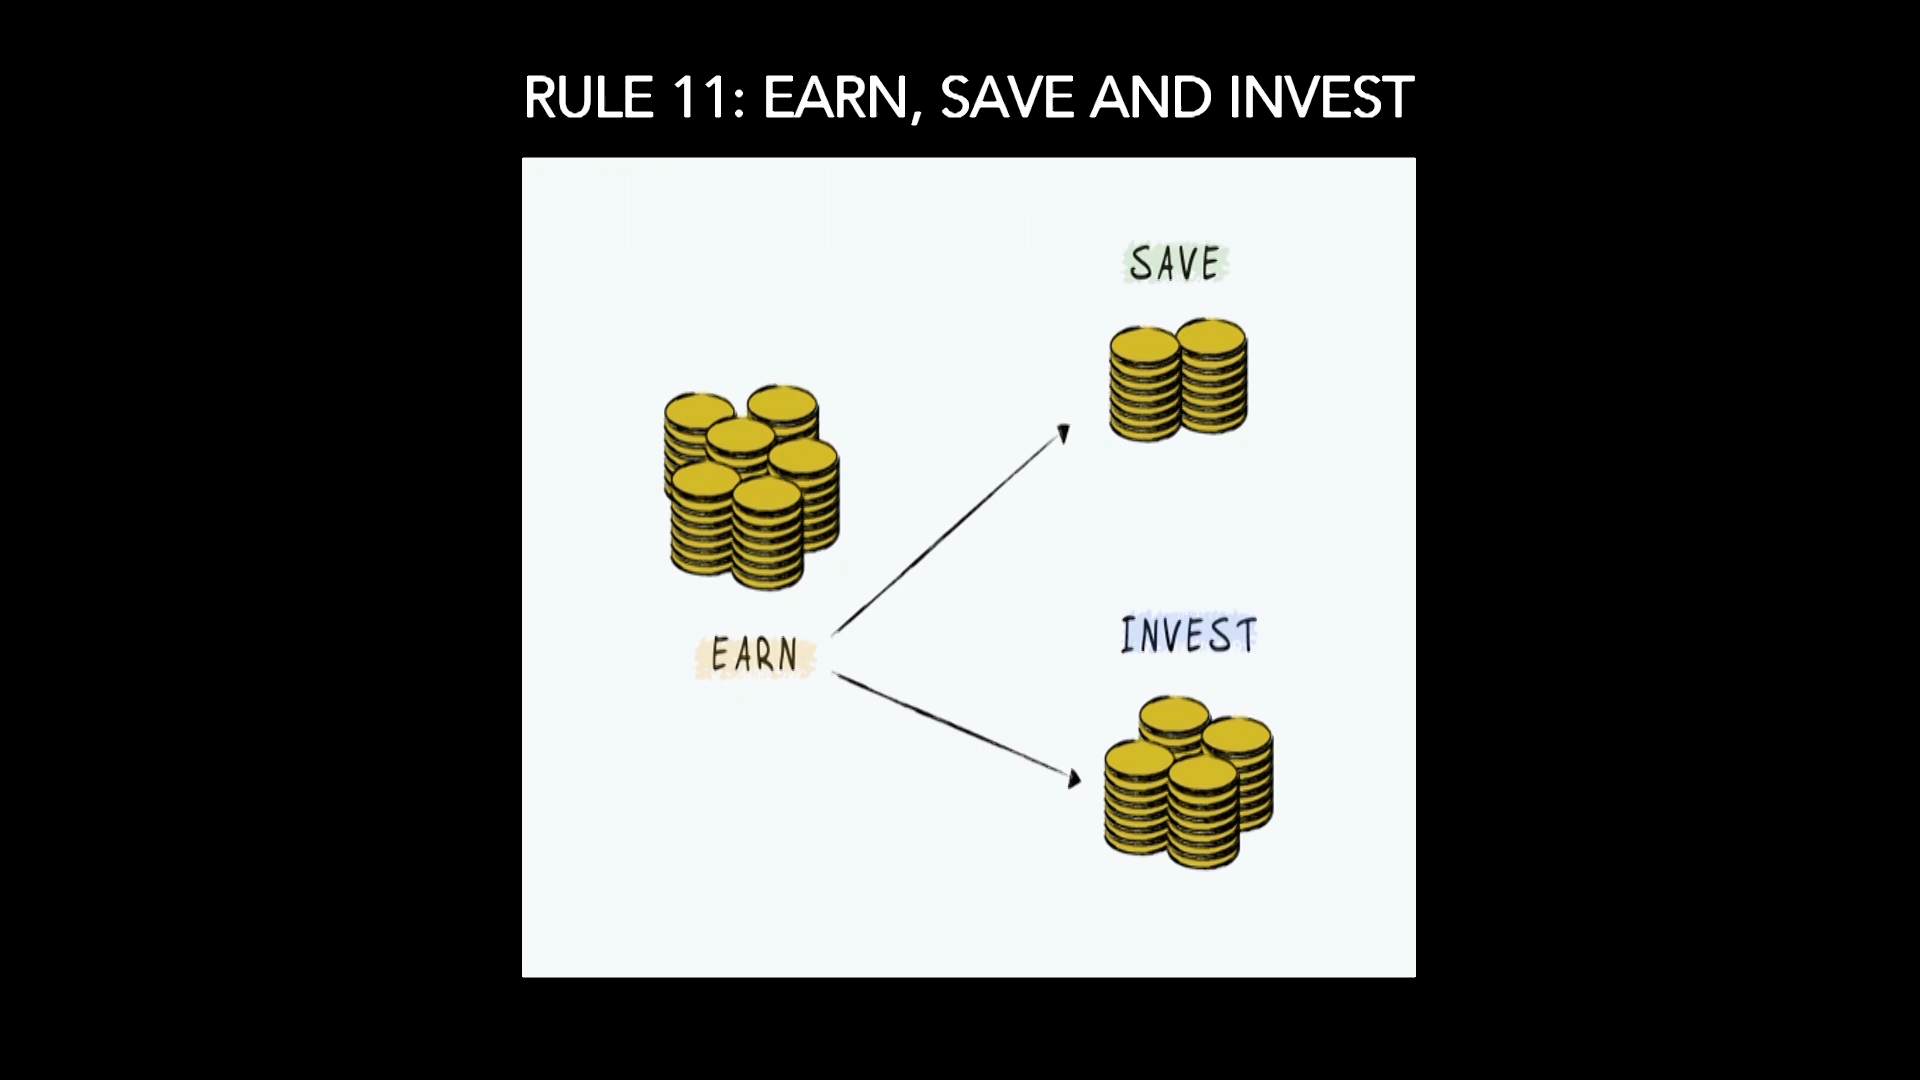 RULE 11: EARN, SAVE AND INVEST
SAVE
EARN
INVEST